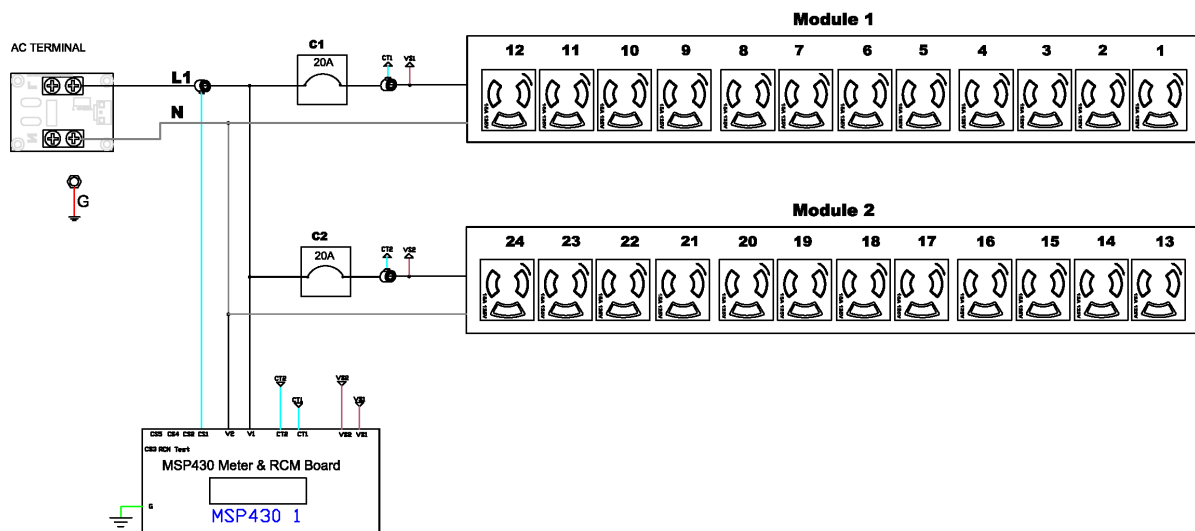 Module 1
AC TERMINAL
L
N
L1
N
G
C1
20A
CT1
VS1
12 11 10 9 8 7 6 5 4 3 2 1
Module 2
C2
20A
CT2
VS2
24 23 22 21 20 19 18 17 16 15 14 13
CT2
CT1
VS2
VS1
CS5 CS4 CS2 CS1 V2 V1 CT2 CT1 VS2 VS1
CS3 RCM Test
MSP430 Meter & RCM Board
G
MSP430 1